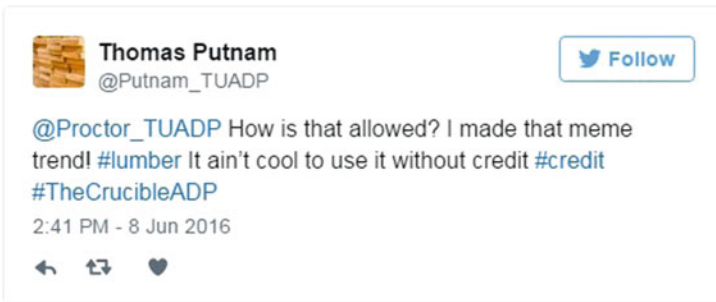 Thomas Putnam
@Putnam_TUADP
Follow
@Proctor_TUADP How is that allowed? I made that meme
trend! #lumber It ain't cool to use it without credit #credit
#TheCrucibleADP
2:41 PM - 8 Jun 2016